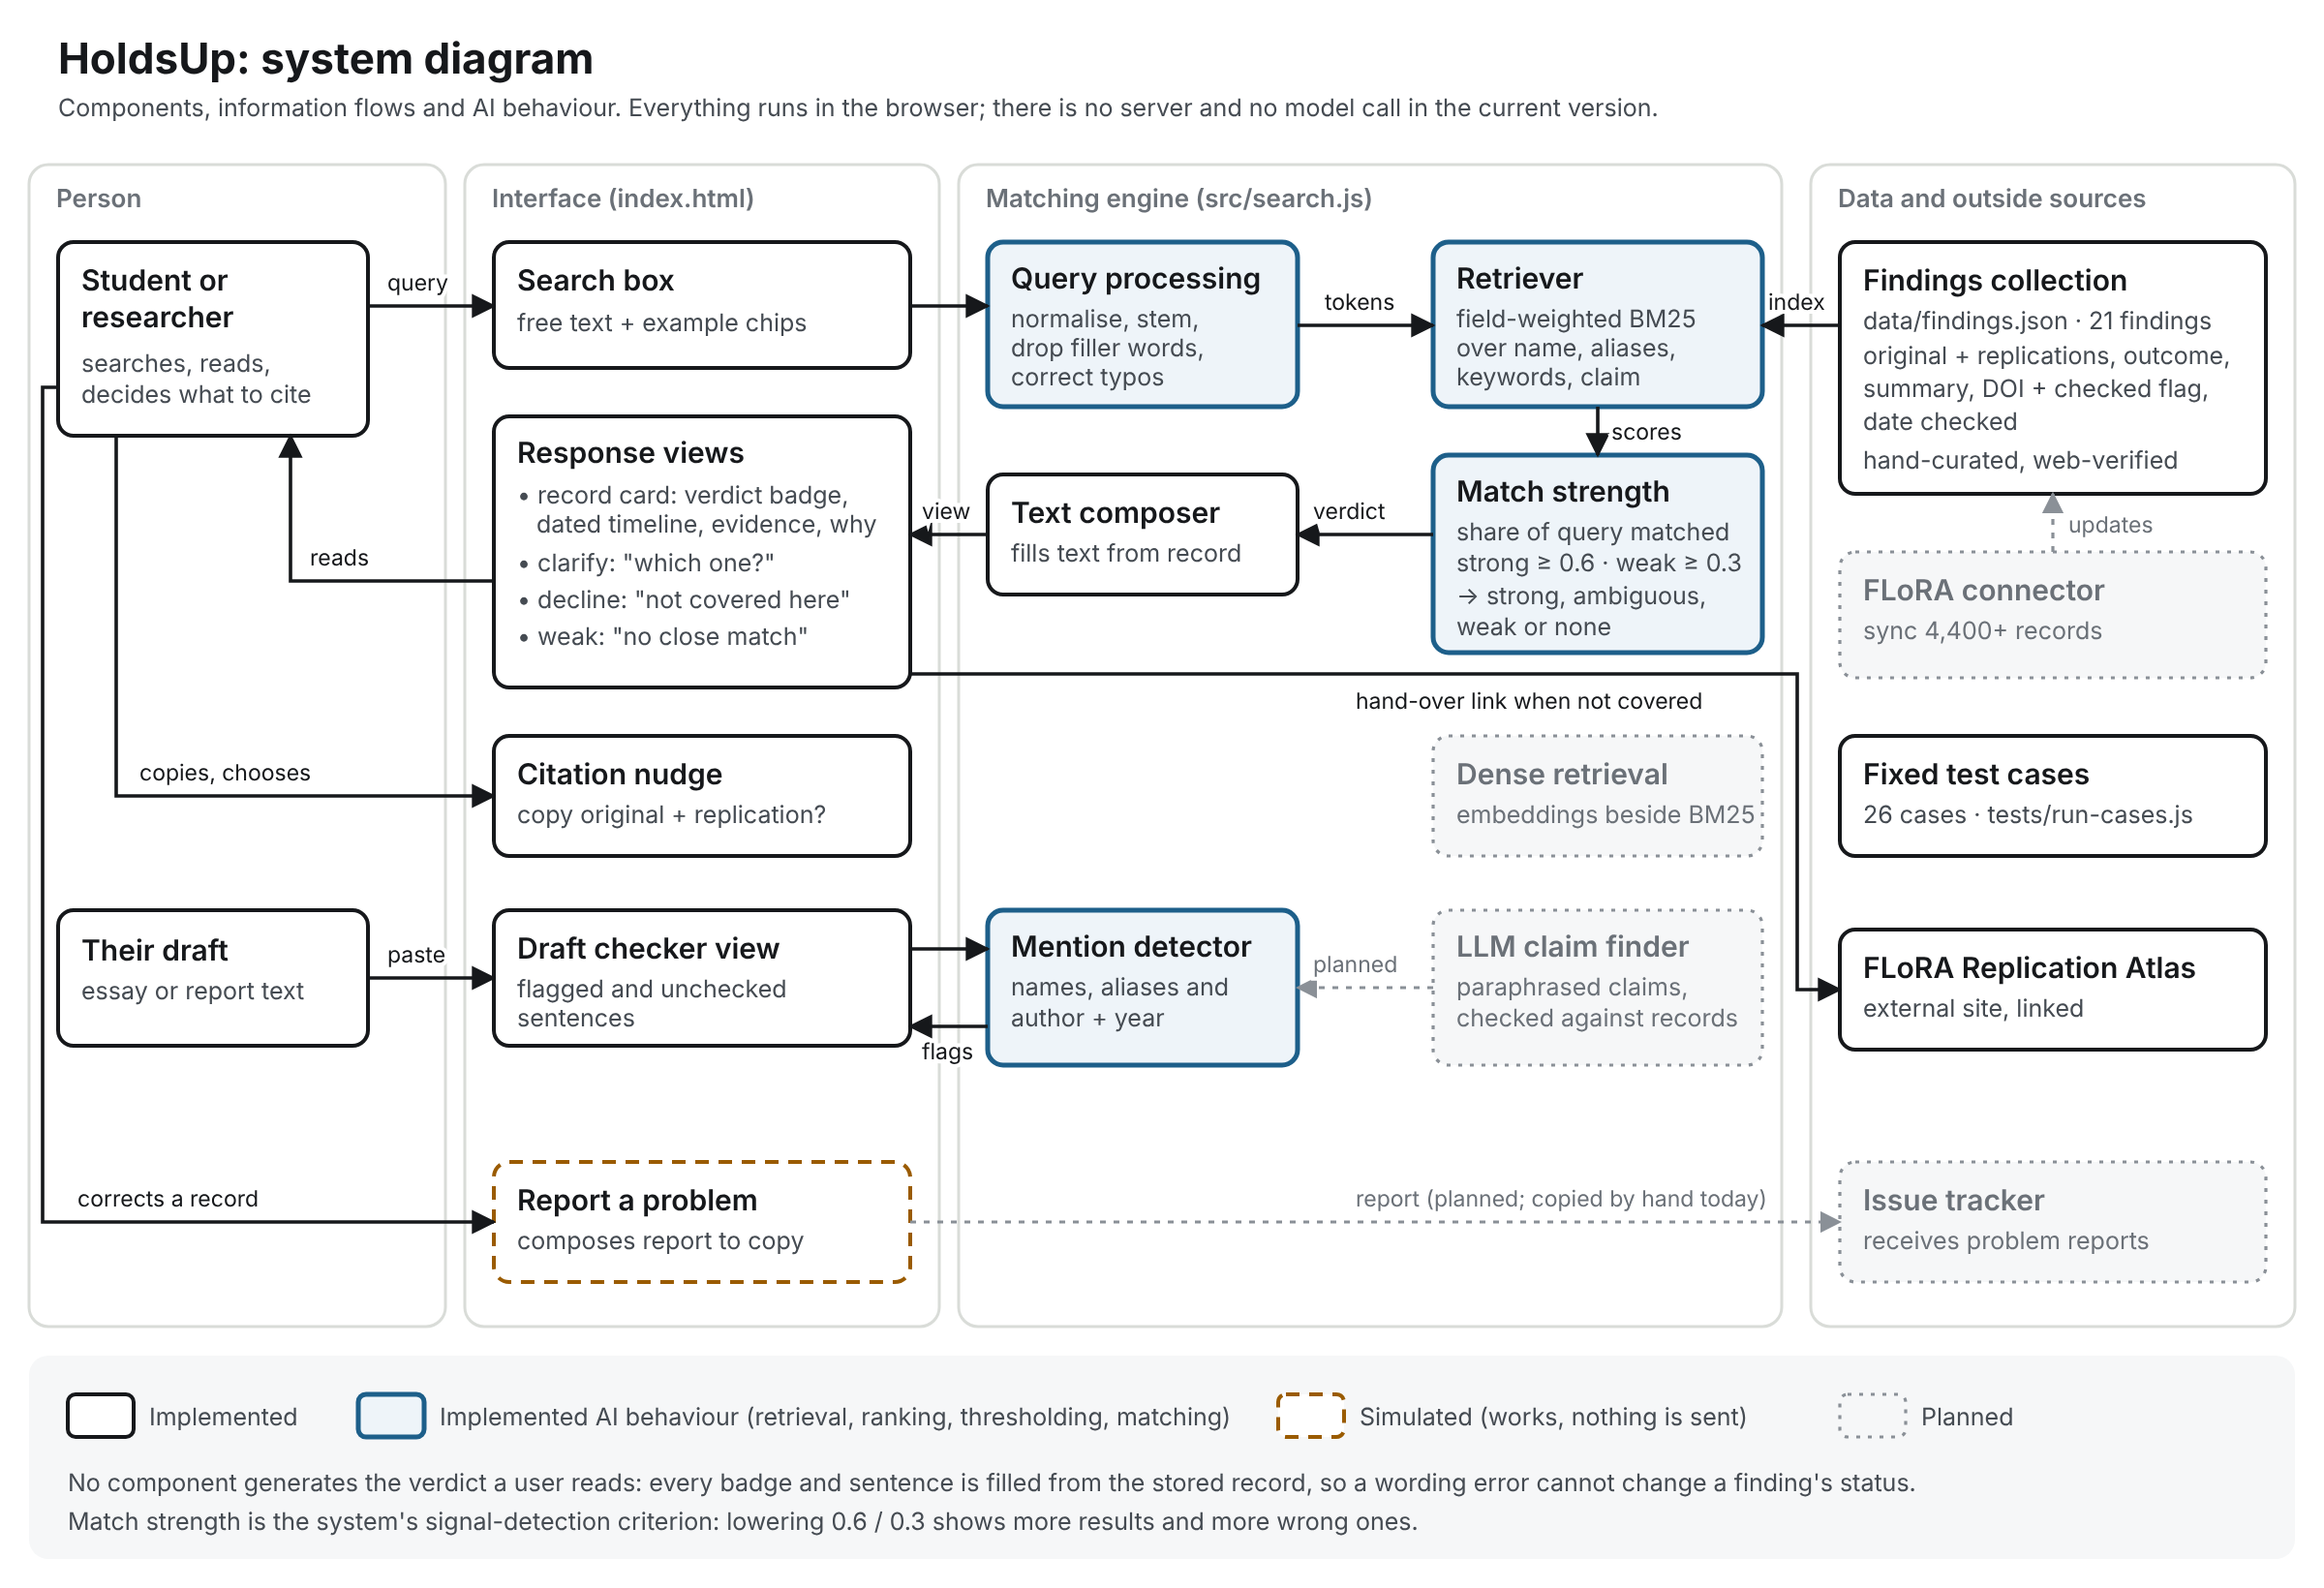 HoldsUp: system diagram
Components, information flows and AI behaviour. Everything runs in the browser; there is no server and no model call in the current version.
Person
Student or
researcher
searches, reads,
decides what to cite
query
reads
copies, chooses
Their draft
essay or report text
paste
corrects a record
Interface (index.html)
Search box
free text + example chips
Response views
• record card: verdict badge,
dated timeline, evidence, why
• clarify: "which one?"
• decline: "not covered here"
• weak: "no close match"
Citation nudge
copy original + replication?
Draft checker view
flagged and unchecked
sentences
Report a problem
composes report to copy
view
flags
Matching engine (src/search.js)
Query processing
normalise, stem,
drop filler words,
correct typos
tokens
Retriever
field-weighted BM25
over name, aliases,
keywords, claim
index
scores
Text composer
fills text from record
verdict
Match strength
share of query matched
strong ≥ 0.6 · weak ≥ 0.3
→ strong, ambiguous,
weak or none
hand-over link when not covered
Dense retrieval
embeddings beside BM25
Mention detector
names, aliases and
author + year
planned
LLM claim finder
paraphrased claims,
checked against records
report (planned; copied by hand today)
Data and outside sources
Findings collection
data/findings.json · 21 findings
original + replications, outcome,
summary, DOI + checked flag,
date checked
hand-curated, web-verified
updates
FLoRA connector
sync 4,400+ records
Fixed test cases
26 cases · tests/run-cases.js
FLoRA Replication Atlas
external site, linked
Issue tracker
receives problem reports
Implemented
Implemented AI behaviour (retrieval, ranking, thresholding, matching)
Simulated (works, nothing is sent)
Planned
No component generates the verdict a user reads: every badge and sentence is filled from the stored record, so a wording error cannot change a finding's status.
Match strength is the system's signal-detection criterion: lowering 0.6 / 0.3 shows more results and more wrong ones.